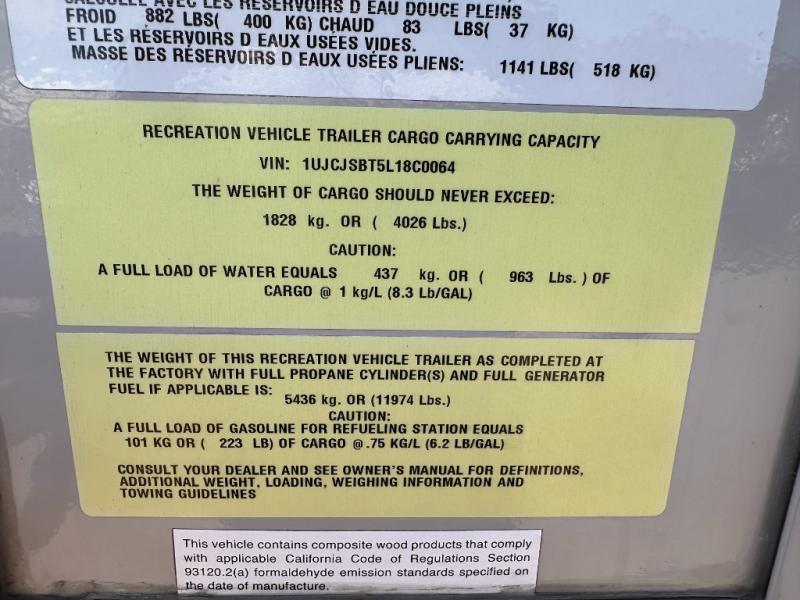 CALCULÉE AVEC LES RÉSERVOIRS D EAU DOUCE PLEINS
FROID 882 LBS( 400 KG) CHAUD 83 LBS( 37 KG)
ET LES RÉSERVOIRS D EAUX USÉES VIDES.
MASSE DES RÉSERVOIRS D EAUX USÉES PLIENS: 1141 LBS( 518 KG)
RECREATION VEHICLE TRAILER CARGO CARRYING CAPACITY
VIN: 1UJCJSBT5L18C0064
THE WEIGHT OF CARGO SHOULD NEVER EXCEED:
1828 kg. OR ( 4026 Lbs.)
CAUTION:
A FULL LOAD OF WATER EQUALS 437 kg. OR ( 963 Lbs. ) OF
CARGO @ 1 kg/L (8.3 Lb/GAL)
THE WEIGHT OF THIS RECREATION VEHICLE TRAILER AS COMPLETED AT
THE FACTORY WITH FULL PROPANE CYLINDER(S) AND FULL GENERATOR
FUEL IF APPLICABLE IS: 5436 kg. OR (11974 Lbs.)
CAUTION:
A FULL LOAD OF GASOLINE FOR REFUELING STATION EQUALS
101 KG OR ( 223 LB) OF CARGO @ .75 KG/L (6.2 LB/GAL)
CONSULT YOUR DEALER AND SEE OWNER'S MANUAL FOR DEFINITIONS,
ADDITIONAL WEIGHT, LOADING, WEIGHING INFORMATION AND
TOWING GUIDELINES
This vehicle contains composite wood products that comply
with applicable California Code of Regulations Section
93120.2(a) formaldehyde emission standards specified on
the date of manufacture.